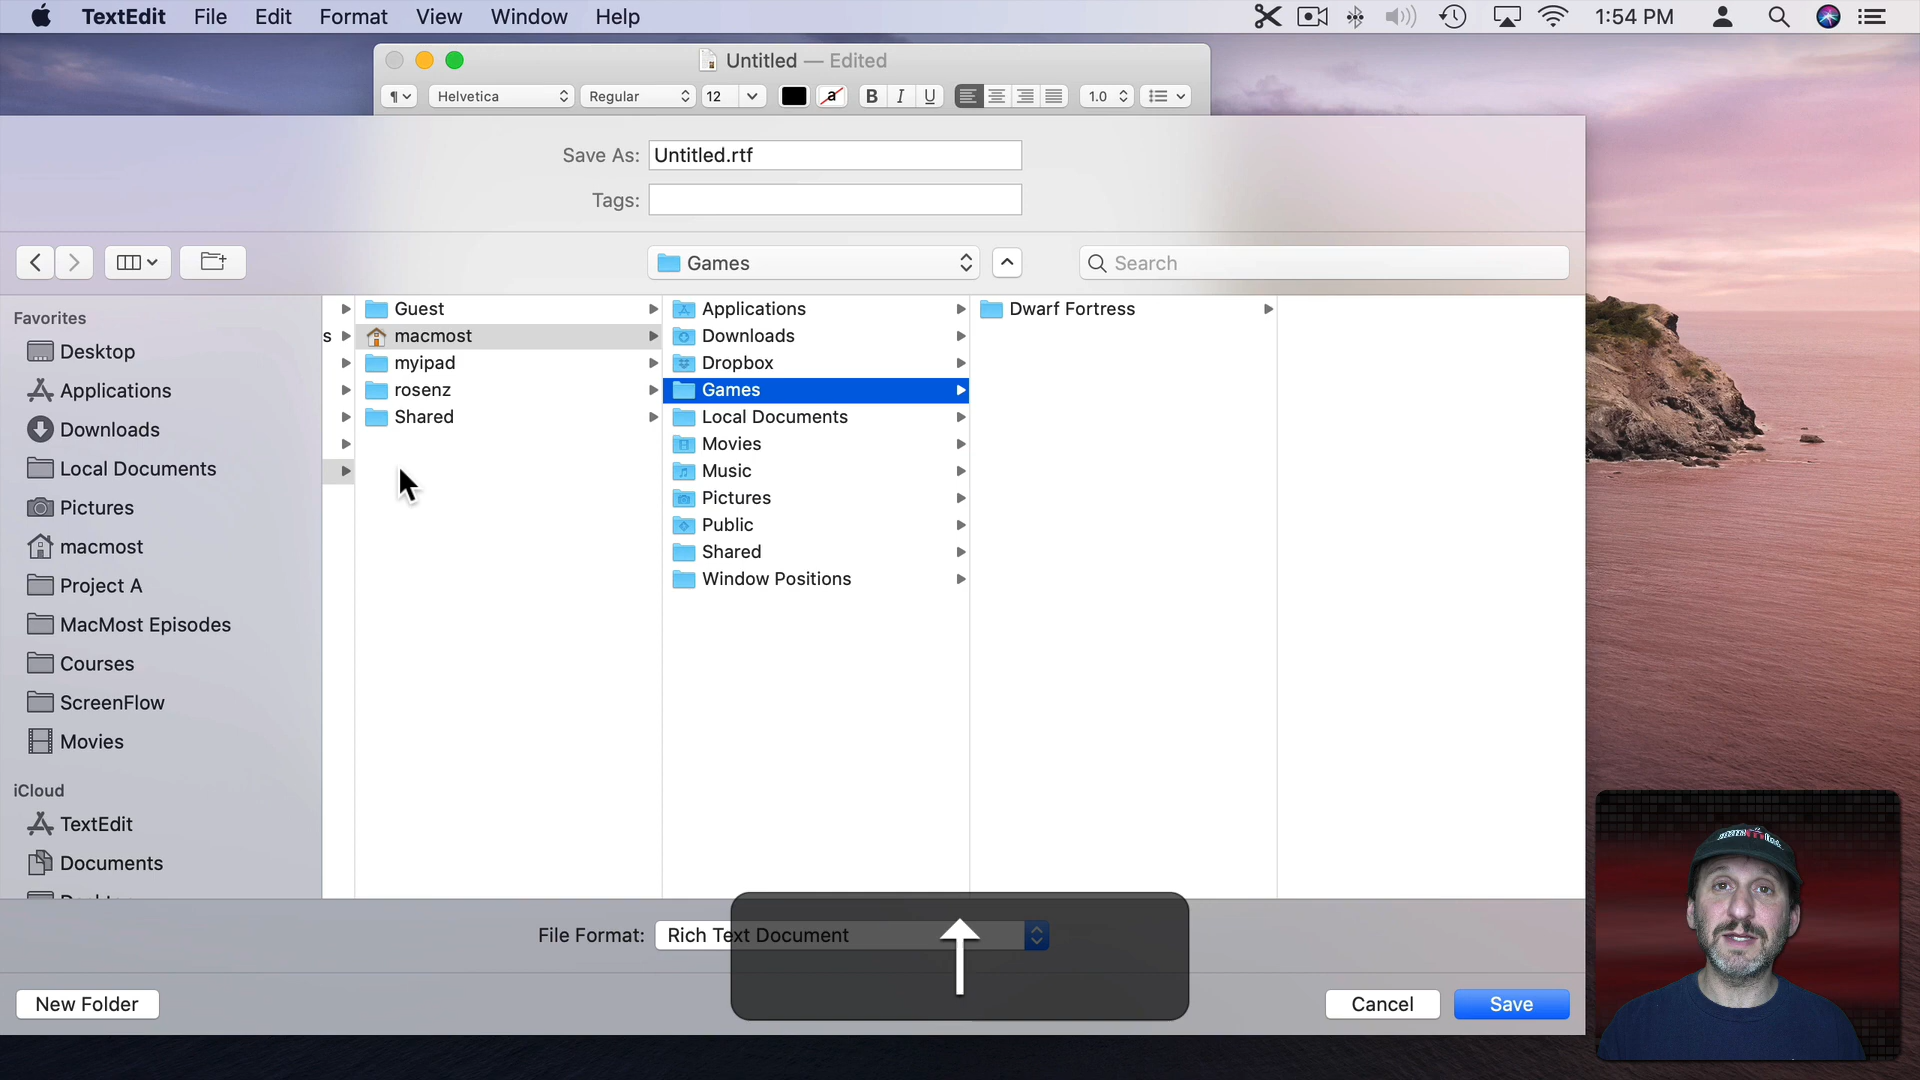 TextEdit File Edit Format View Window Help 1:54 PM
Untitled — Edited
¶ Helvetica Regular 12 a B I U 1.0
Save As: Untitled.rtf
Tags:
Games Search
Favorites
Desktop
Applications
Downloads
Local Documents
Pictures
macmost
Project A
MacMost Episodes
Courses
ScreenFlow
Movies
iCloud
TextEdit
Documents
s
Guest
macmost
myipad
rosenz
Shared
Applications
Downloads
Dropbox
Games
Local Documents
Movies
Music
Pictures
Public
Shared
Window Positions
Dwarf Fortress
File Format: Rich Text Document
New Folder Cancel Save